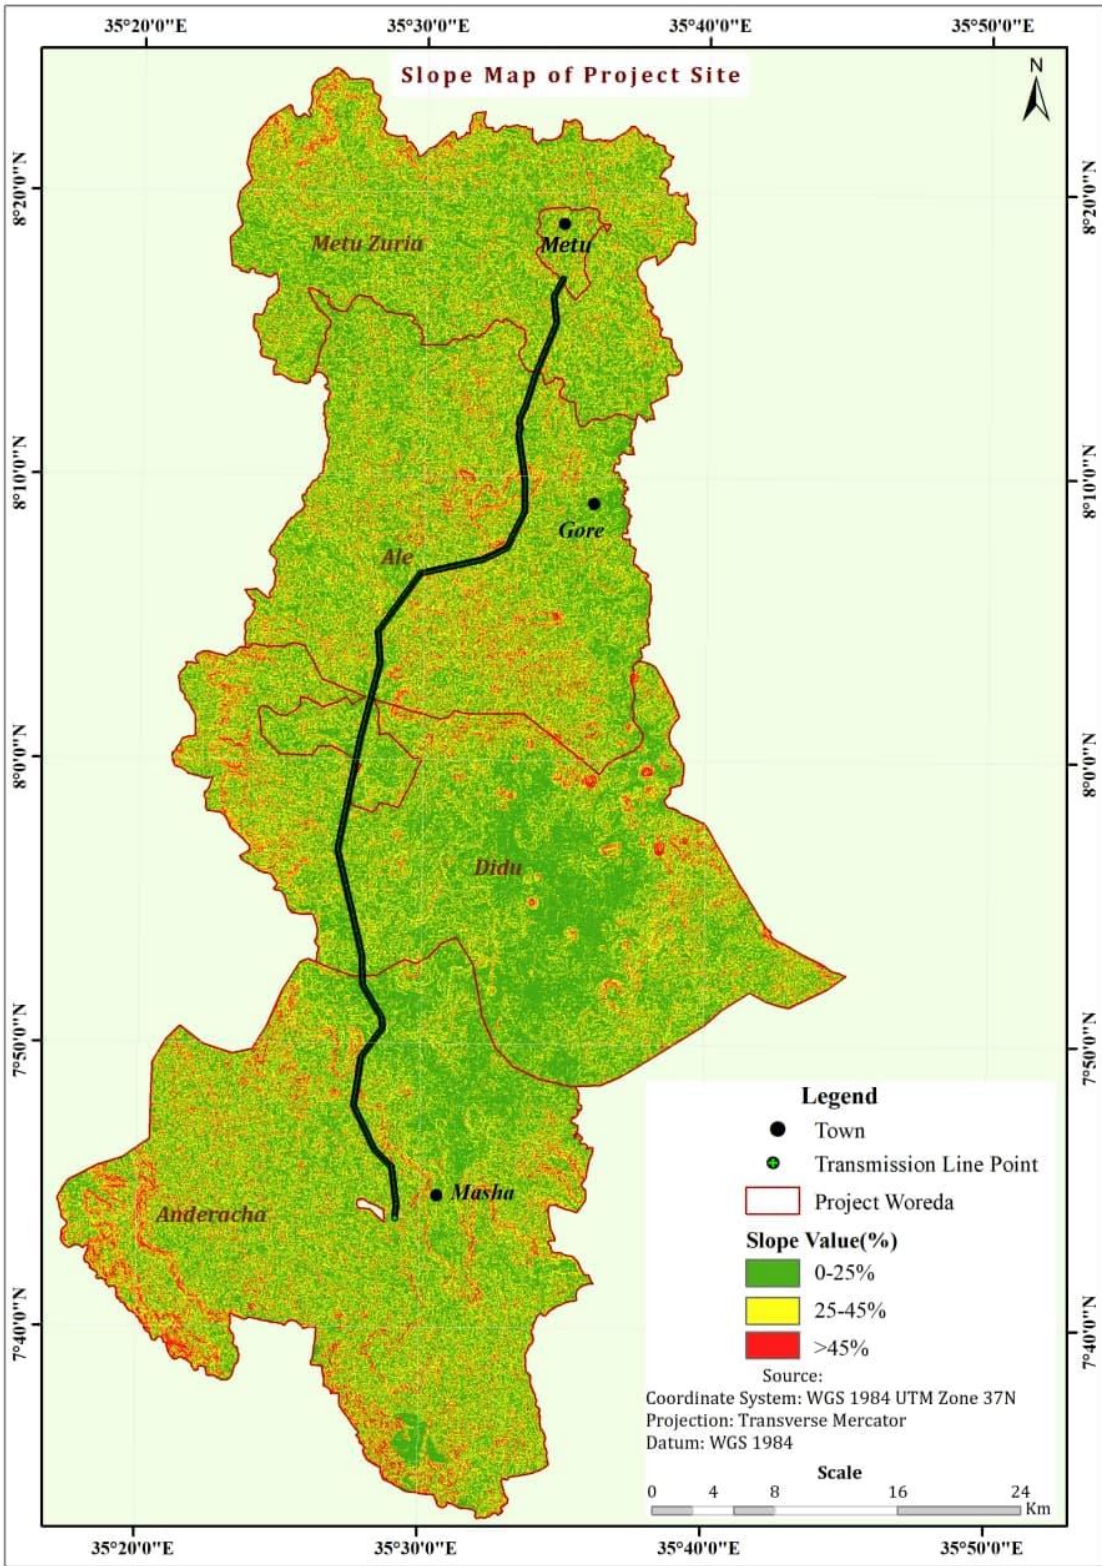 35°20'0"E 35°30'0"E 35°40'0"E 35°50'0"E
Slope Map of Project Site
N
8°20'0"N
8°20'0"N
Metu Zuria
Metu
8°10'0"N
8°10'0"N
Gore
Ale
8°0'0"N
8°0'0"N
Didu
7°50'0"N
7°50'0"N
Masha
Anderacha
7°40'0"N
7°40'0"N
Legend
Town
Transmission Line Point
Project Woreda
Slope Value(%)
0-25%
25-45%
>45%
Source:
Coordinate System: WGS 1984 UTM Zone 37N
Projection: Transverse Mercator
Datum: WGS 1984
Scale
0 4 8 16 24
Km
35°20'0"E 35°30'0"E 35°40'0"E 35°50'0"E